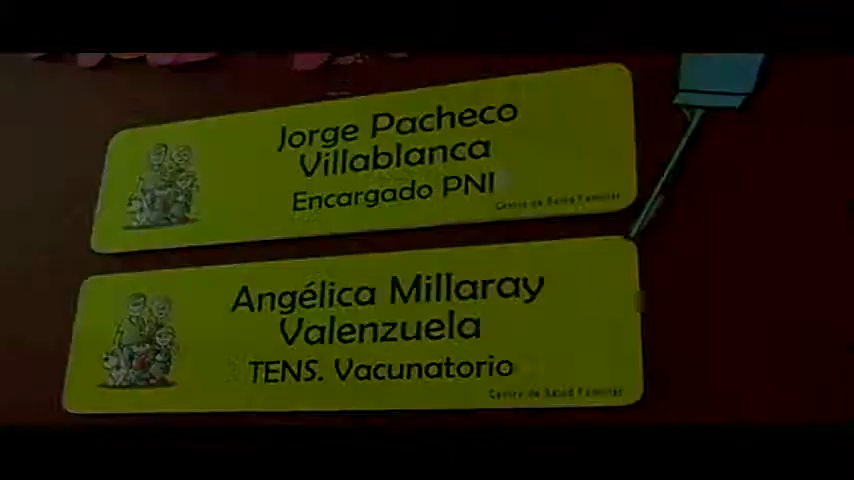 Jorge Pacheco
Villablanca
Encargado PNI
Centro de Salud Familiar
Angélica Millaray
Valenzuela
TENS. Vacunatorio
Centro de Salud Familiar